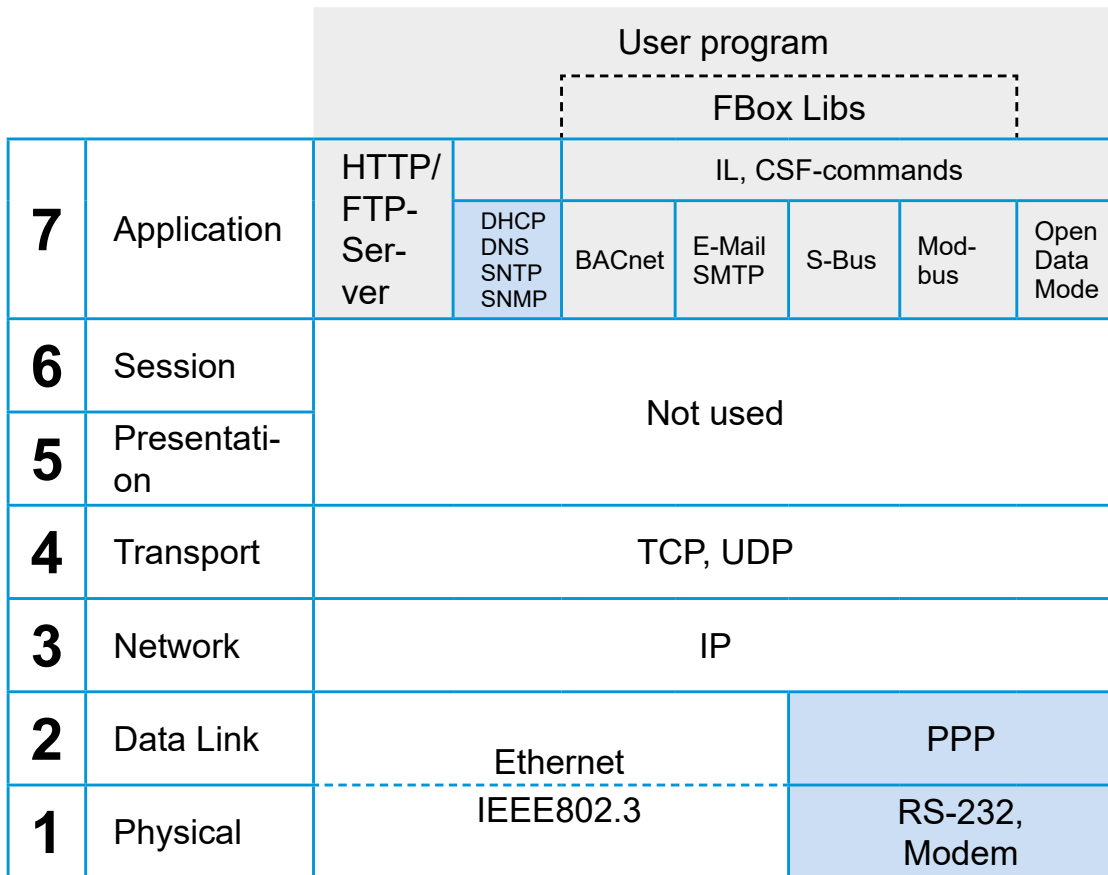 User program
FBox Libs
7
Application
HTTP/
FTP-
Ser-
ver
IL, CSF-commands
DHCP
DNS
SNTP
SNMP
BACnet
E-Mail
SMTP
S-Bus
Mod-
bus
Open
Data
Mode
6
Session
Not used
5
Presentati-
on
4
Transport
TCP, UDP
3
Network
IP
2
Data Link
Ethernet
PPP
1
Physical
IEEE802.3
RS-232,
Modem